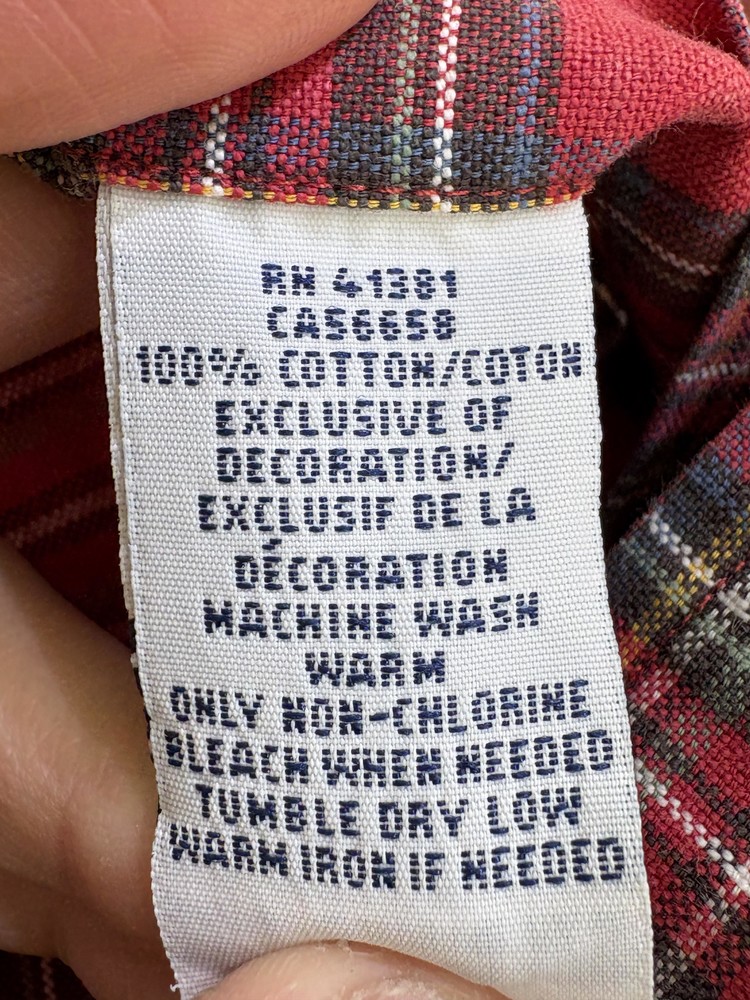 RN 41381
CA56658
100% COTTON/COTON
EXCLUSIVE OF
DECORATION/
EXCLUSIF DE LA
DÉCORATION
MACHINE WASH
WARM
ONLY NON-CHLORINE
BLEACH WHEN NEEDED
TUMBLE DRY LOW
WARM IRON IF NEEDED